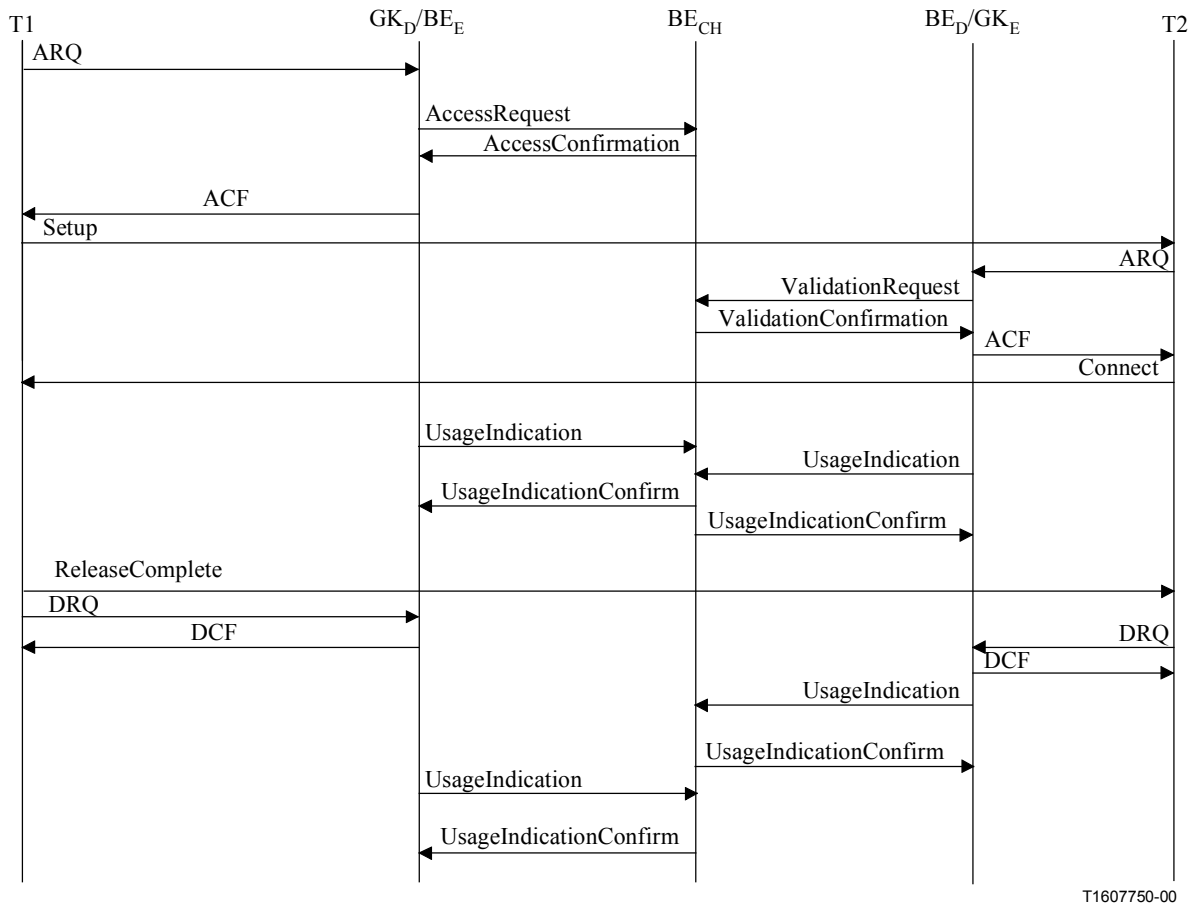 T1 GKD/BEE BECH BED/GKE T2
ARQ
AccessRequest
AccessConfirmation
ACF
Setup
ARQ
ValidationRequest
ValidationConfirmation
ACF
Connect
UsageIndication
UsageIndication
UsageIndicationConfirm
UsageIndicationConfirm
ReleaseComplete
DRQ
DCF DRQ
DCF
UsageIndication
UsageIndicationConfirm
UsageIndication
UsageIndicationConfirm
T1607750-00